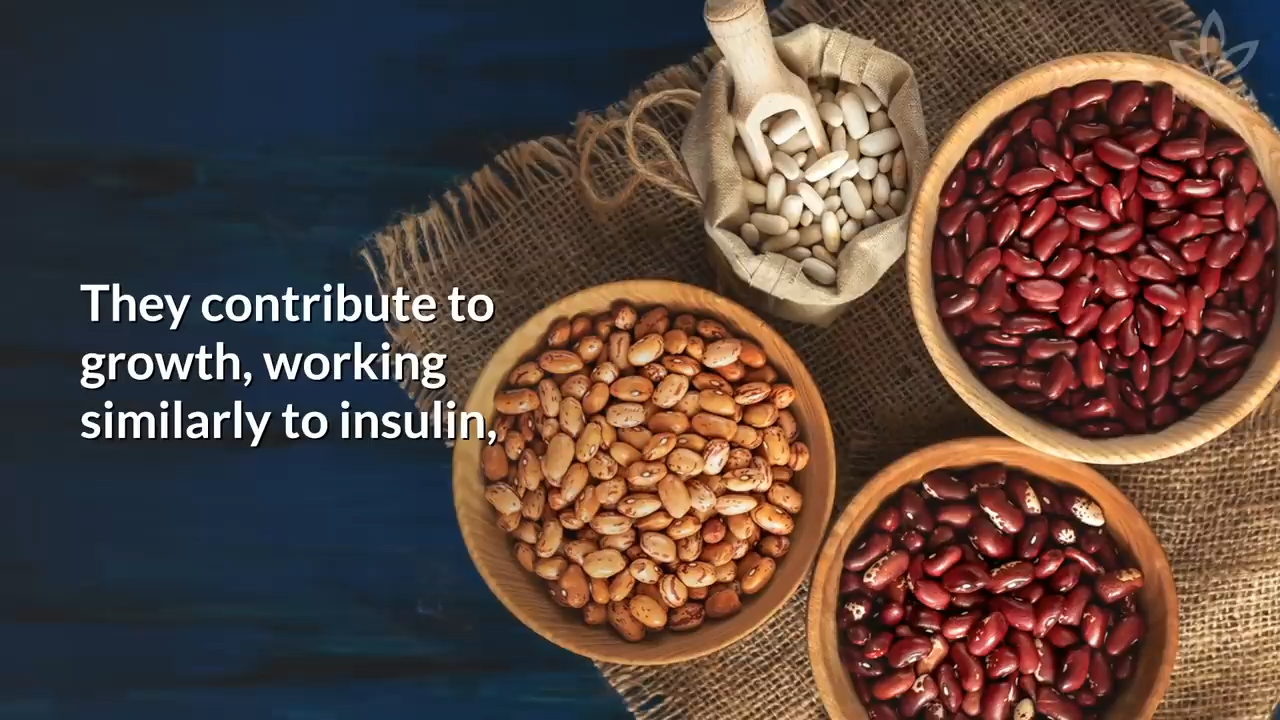 They contribute to
growth, working
similarly to insulin,